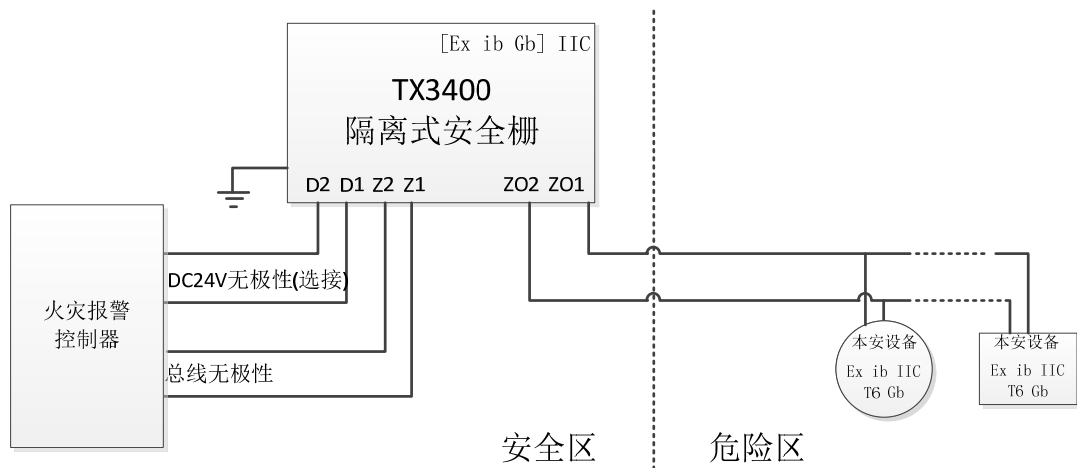 [Ex ib Gb] IIC
TX3400
隔离式安全栅
D2 D1 Z2 Z1 ZO2 ZO1
DC24V无极性(选接)
火灾报警
控制器
总线无极性
本安设备
Ex ib IIC
T6 Gb
本安设备
Ex ib IIC
T6 Gb
安全区
危险区